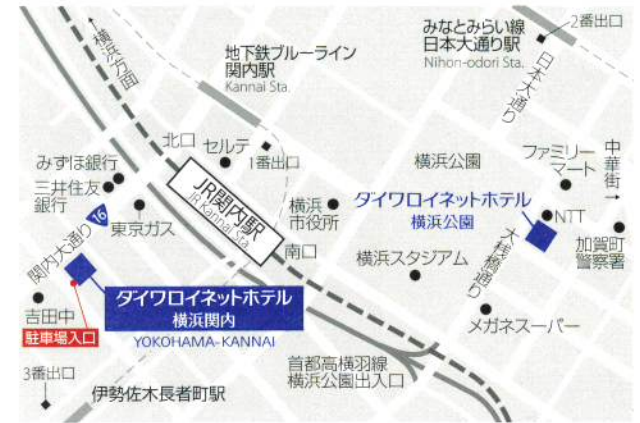 みなとみらい線
日本大通り駅
Nihon-odori Sta.
2番出口
横浜方面
地下鉄ブルーライン
関内駅
Kannai Sta.
日本大通り
北口
セルテ
1番出口
横浜公園
ファミリー
マート
中華街
みずほ銀行
三井住友
銀行
16
東京ガス
JR関内駅
JR Kannai Sta.
横浜
市役所
南口
ダイワロイネットホテル
横浜公園
NTT
加賀町
警察署
関内大通り
横浜スタジアム
大桟橋通り
メガネスーパー
吉田中
駐車場入口
ダイワロイネットホテル
横浜関内
YOKOHAMA-KANNAI
首都高横羽線
横浜公園出入口
3番出口
伊勢佐木長者町駅